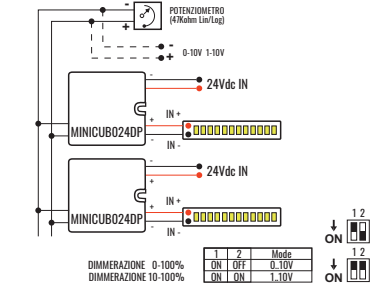 -
POTENZIOMETRO
+
(47Kohm Lin/Log)
-
0-10V 1-10V
+
-
24Vdc IN
+
IN +
MINICUB024DP
-
IN -
-
24Vdc IN
+
+
IN +
MINICUB024DP
-
IN -
1 2
ON
1 2 Mode
DIMMERAZIONE 0-100% ON OFF 0..10V
DIMMERAZIONE 10-100% ON ON 1..10V
1 2
ON